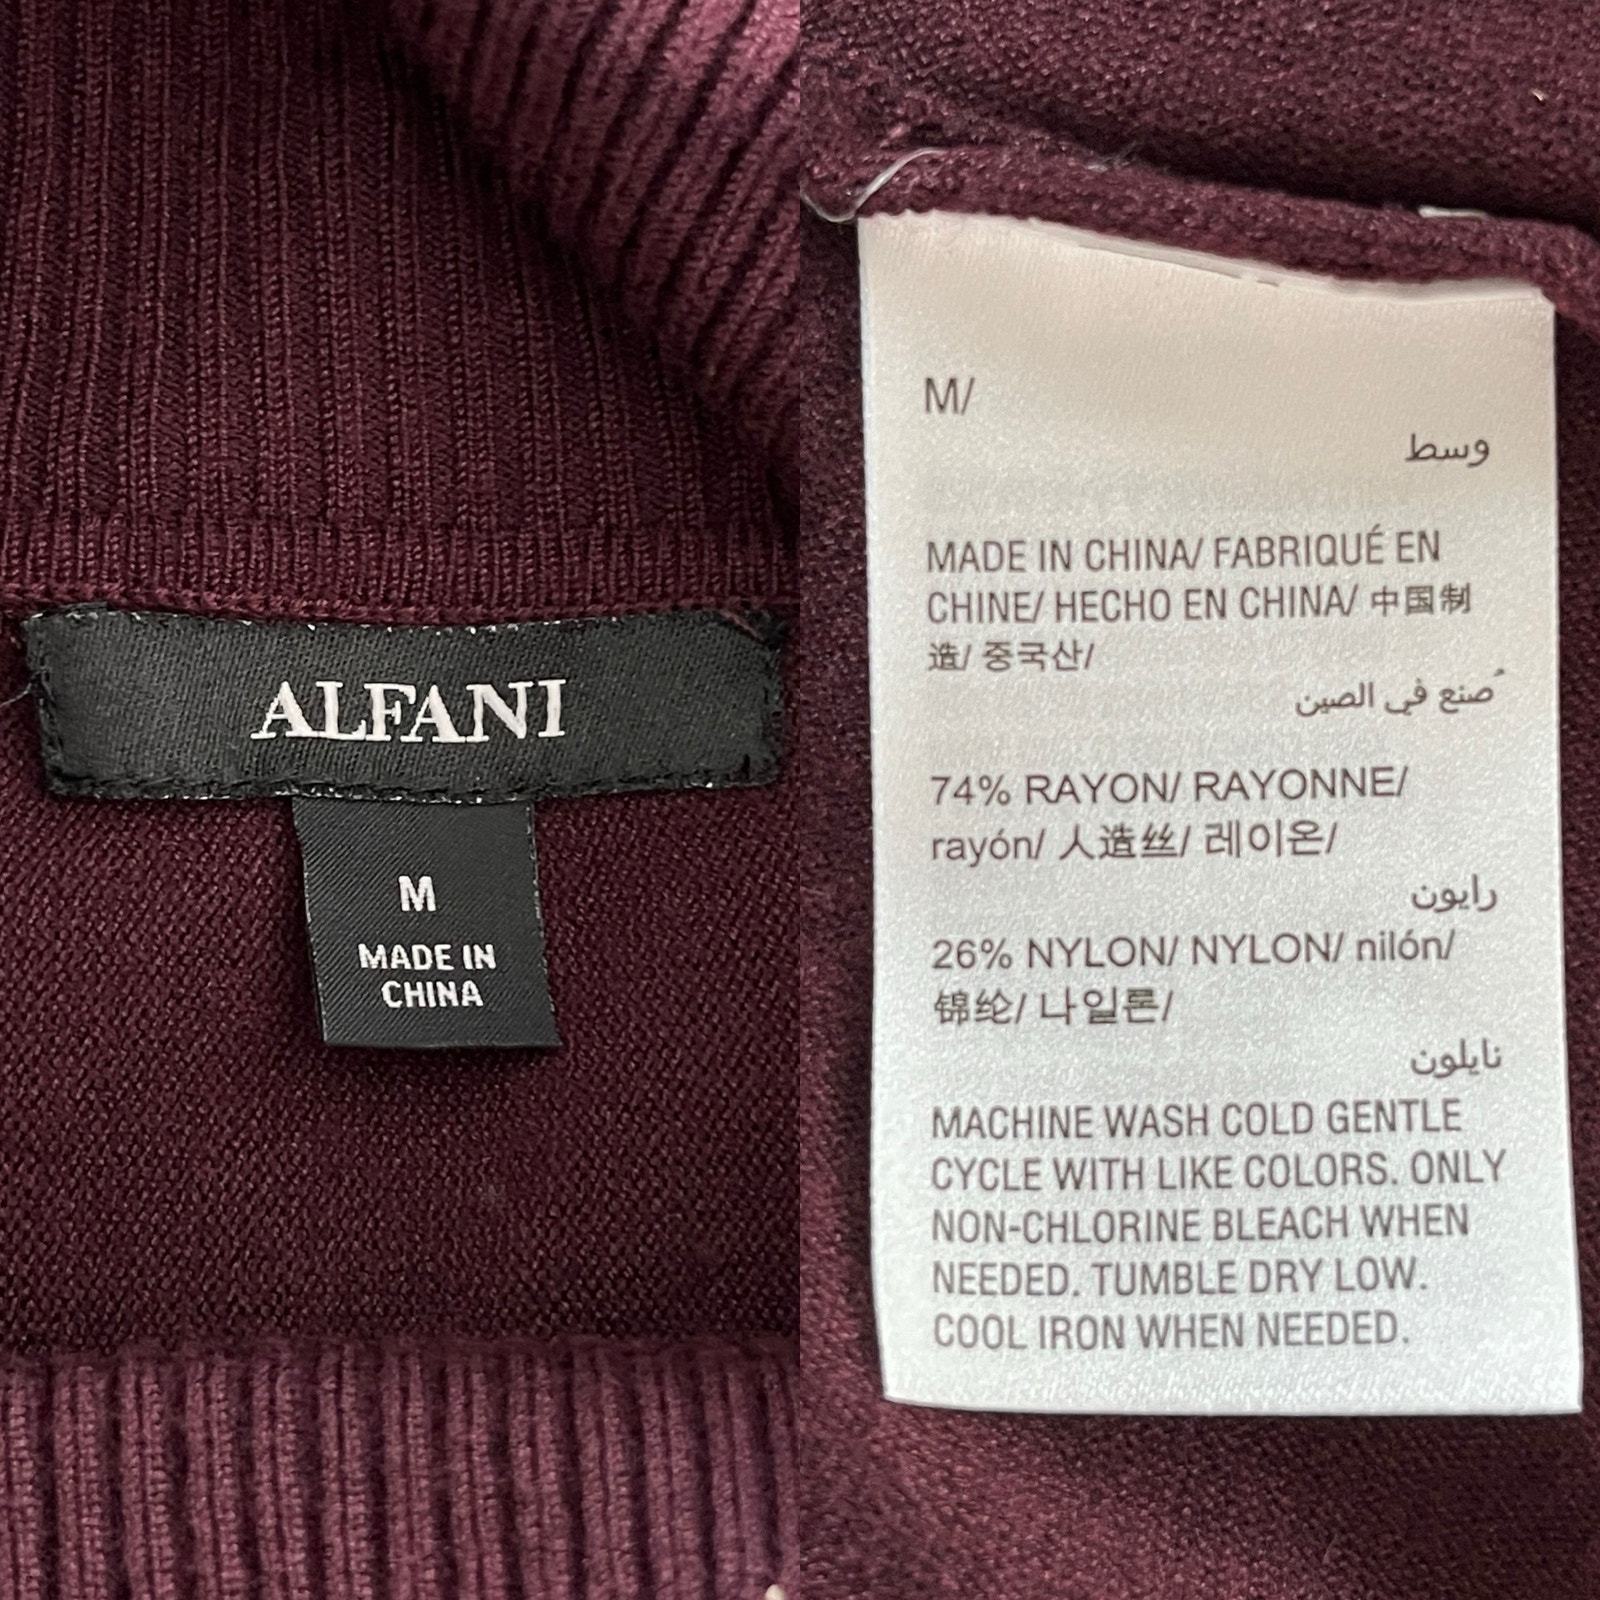 ALFANI
M
MADE IN
CHINA
M/
وسط
MADE IN CHINA/ FABRIQUÉ EN
CHINE/ HECHO EN CHINA/ 中国制
造/ 중국산/
صُنع في الصين
74% RAYON/ RAYONNE/
rayón/ 人造丝/ 레이온/
رايون
26% NYLON/ NYLON/ nilón/
锦纶/ 나일론/
نايلون
MACHINE WASH COLD GENTLE
CYCLE WITH LIKE COLORS. ONLY
NON-CHLORINE BLEACH WHEN
NEEDED. TUMBLE DRY LOW.
COOL IRON WHEN NEEDED.